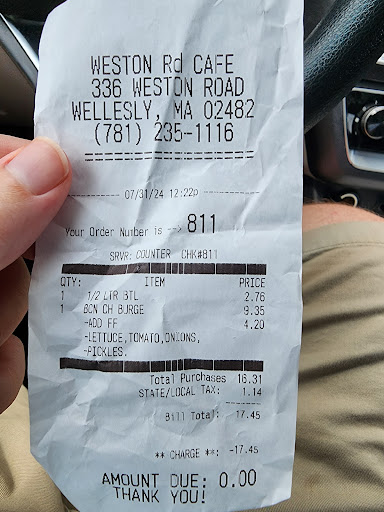 WESTON Rd CAFE
336 WESTON ROAD
WELLESLY, MA 02482
(781) 235-1116
==================
---------- 07/31/24 12:22p ----------
Your Order Number is --> 811
SRVR: COUNTER CHK#811
QTY: ITEM PRICE
1 1/2 LTR BTL 2.76
1 BCN CH BURGE 9.35
-ADD FF 4.20
-LETTUCE,TOMATO,ONIONS,
-PICKLES.
Total Purchases 16.31
STATE/LOCAL TAX: 1.14
--------
Bill Total: 17.45
** CHARGE **: -17.45
--------
AMOUNT DUE: 0.00
THANK YOU!